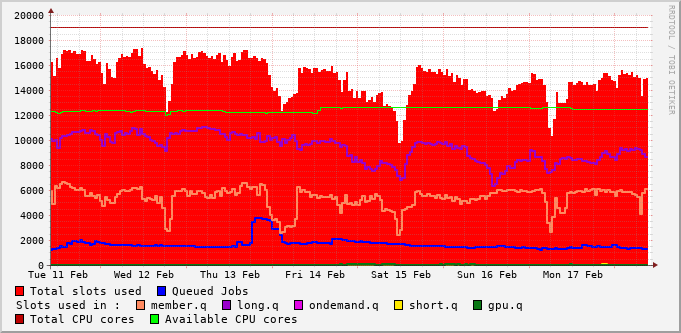 20000
18000
16000
14000
12000
10000
8000
6000
4000
2000
0
Tue 11 Feb Wed 12 Feb Thu 13 Feb Fri 14 Feb Sat 15 Feb Sun 16 Feb Mon 17 Feb
Total slots used Queued Jobs
Slots used in : member.q long.q ondemand.q short.q gpu.q
Total CPU cores Available CPU cores
RRDTOOL / TOBI OETIKER